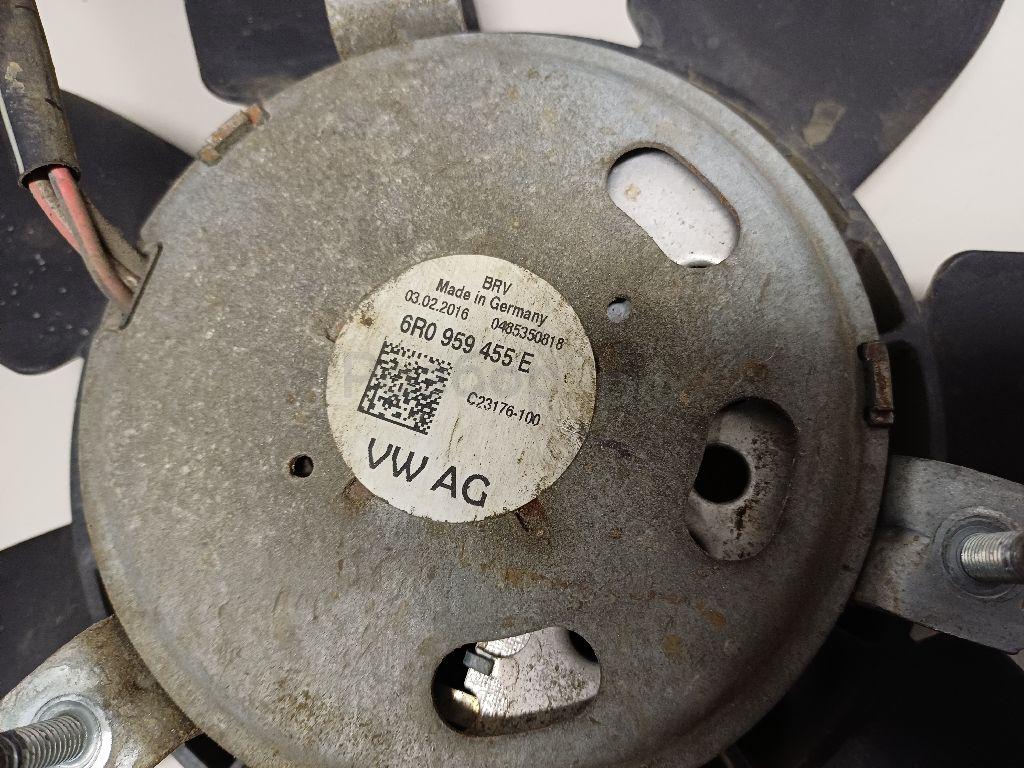 BRV
Made in Germany
03.02.2016 0485350818
6R0 959 455 E
C23176-100
VW AG